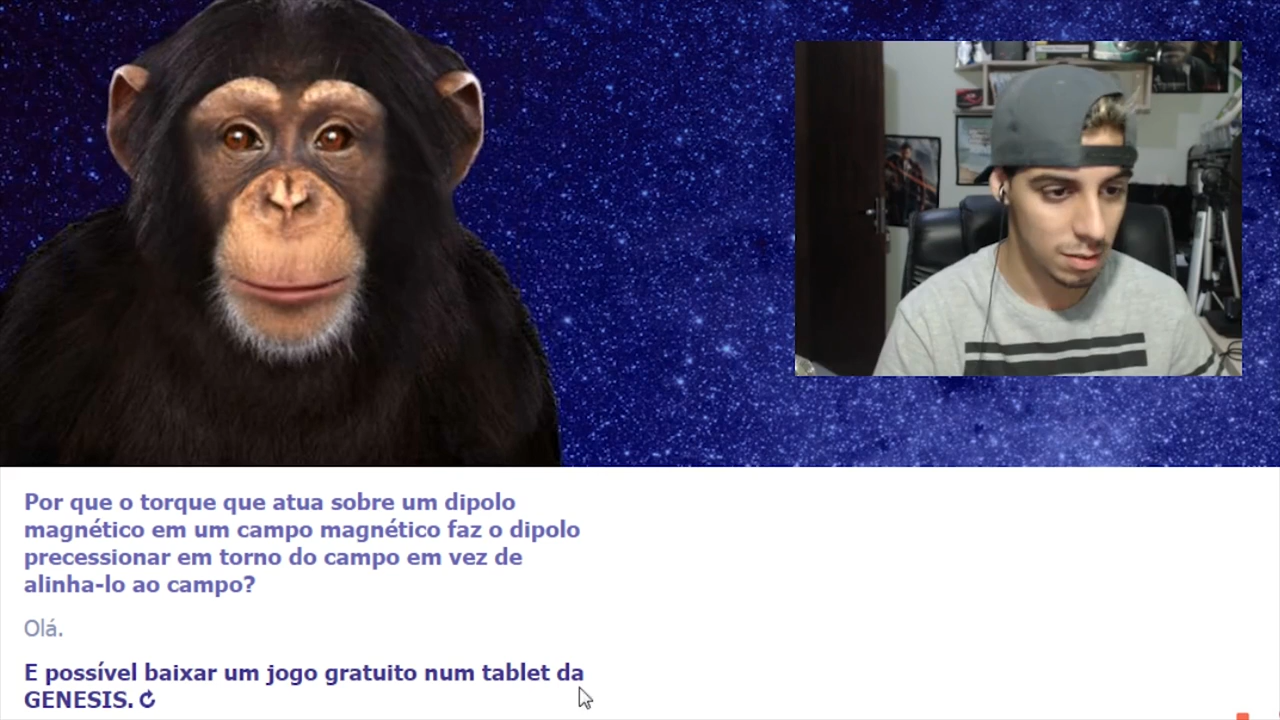 Por que o torque que atua sobre um dipolo
magnético em um campo magnético faz o dipolo
precessionar em torno do campo em vez de
alinha-lo ao campo?
Olá.
E possível baixar um jogo gratuito num tablet da
GENESIS.